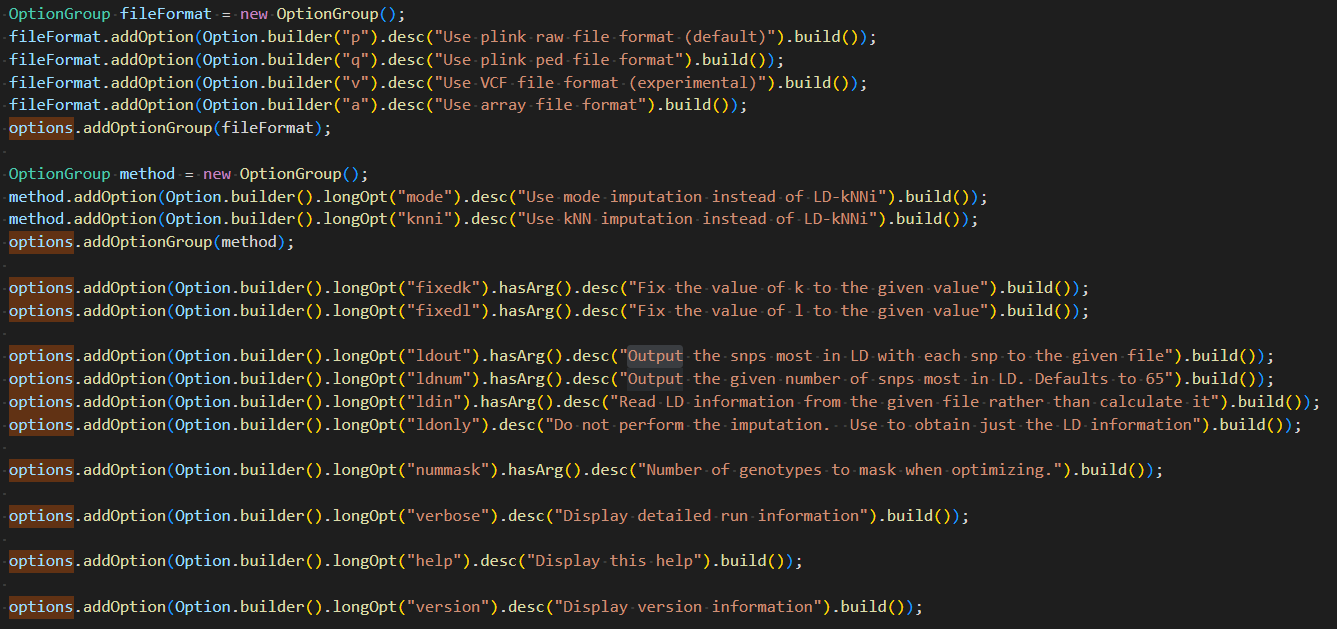 OptionGroup fileFormat = new OptionGroup();
fileFormat.addOption(Option.builder("p").desc("Use plink raw file format (default)").build());
fileFormat.addOption(Option.builder("q").desc("Use plink ped file format").build());
fileFormat.addOption(Option.builder("v").desc("Use VCF file format (experimental)").build());
fileFormat.addOption(Option.builder("a").desc("Use array file format").build());
options.addOptionGroup(fileFormat);
OptionGroup method = new OptionGroup();
method.addOption(Option.builder().longOpt("mode").desc("Use mode imputation instead of LD-kNNi").build());
method.addOption(Option.builder().longOpt("knni").desc("Use kNN imputation instead of LD-kNNi").build());
options.addOptionGroup(method);
options.addOption(Option.builder().longOpt("fixedk").hasArg().desc("Fix the value of k to the given value").build());
options.addOption(Option.builder().longOpt("fixedl").hasArg().desc("Fix the value of l to the given value").build());
options.addOption(Option.builder().longOpt("ldout").hasArg().desc("Output the snps most in LD with each snp to the given file").build());
options.addOption(Option.builder().longOpt("ldnum").hasArg().desc("Output the given number of snps most in LD. Defaults to 65").build());
options.addOption(Option.builder().longOpt("ldin").hasArg().desc("Read LD information from the given file rather than calculate it").build());
options.addOption(Option.builder().longOpt("ldonly").desc("Do not perform the imputation.  Use to obtain just the LD information").build());
options.addOption(Option.builder().longOpt("nummask").hasArg().desc("Number of genotypes to mask when optimizing.").build());
options.addOption(Option.builder().longOpt("verbose").desc("Display detailed run information").build());
options.addOption(Option.builder().longOpt("help").desc("Display this help").build());
options.addOption(Option.builder().longOpt("version").desc("Display version information").build());